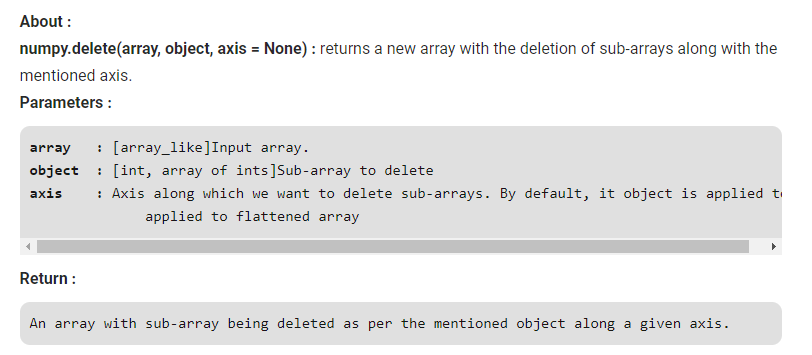 About :
numpy.delete(array, object, axis = None) : returns a new array with the deletion of sub-arrays along with the
mentioned axis.
Parameters :
array : [array_like]Input array.
object : [int, array of ints]Sub-array to delete
axis : Axis along which we want to delete sub-arrays. By default, it object is applied
applied to flattened array
Return :
An array with sub-array being deleted as per the mentioned object along a given axis.